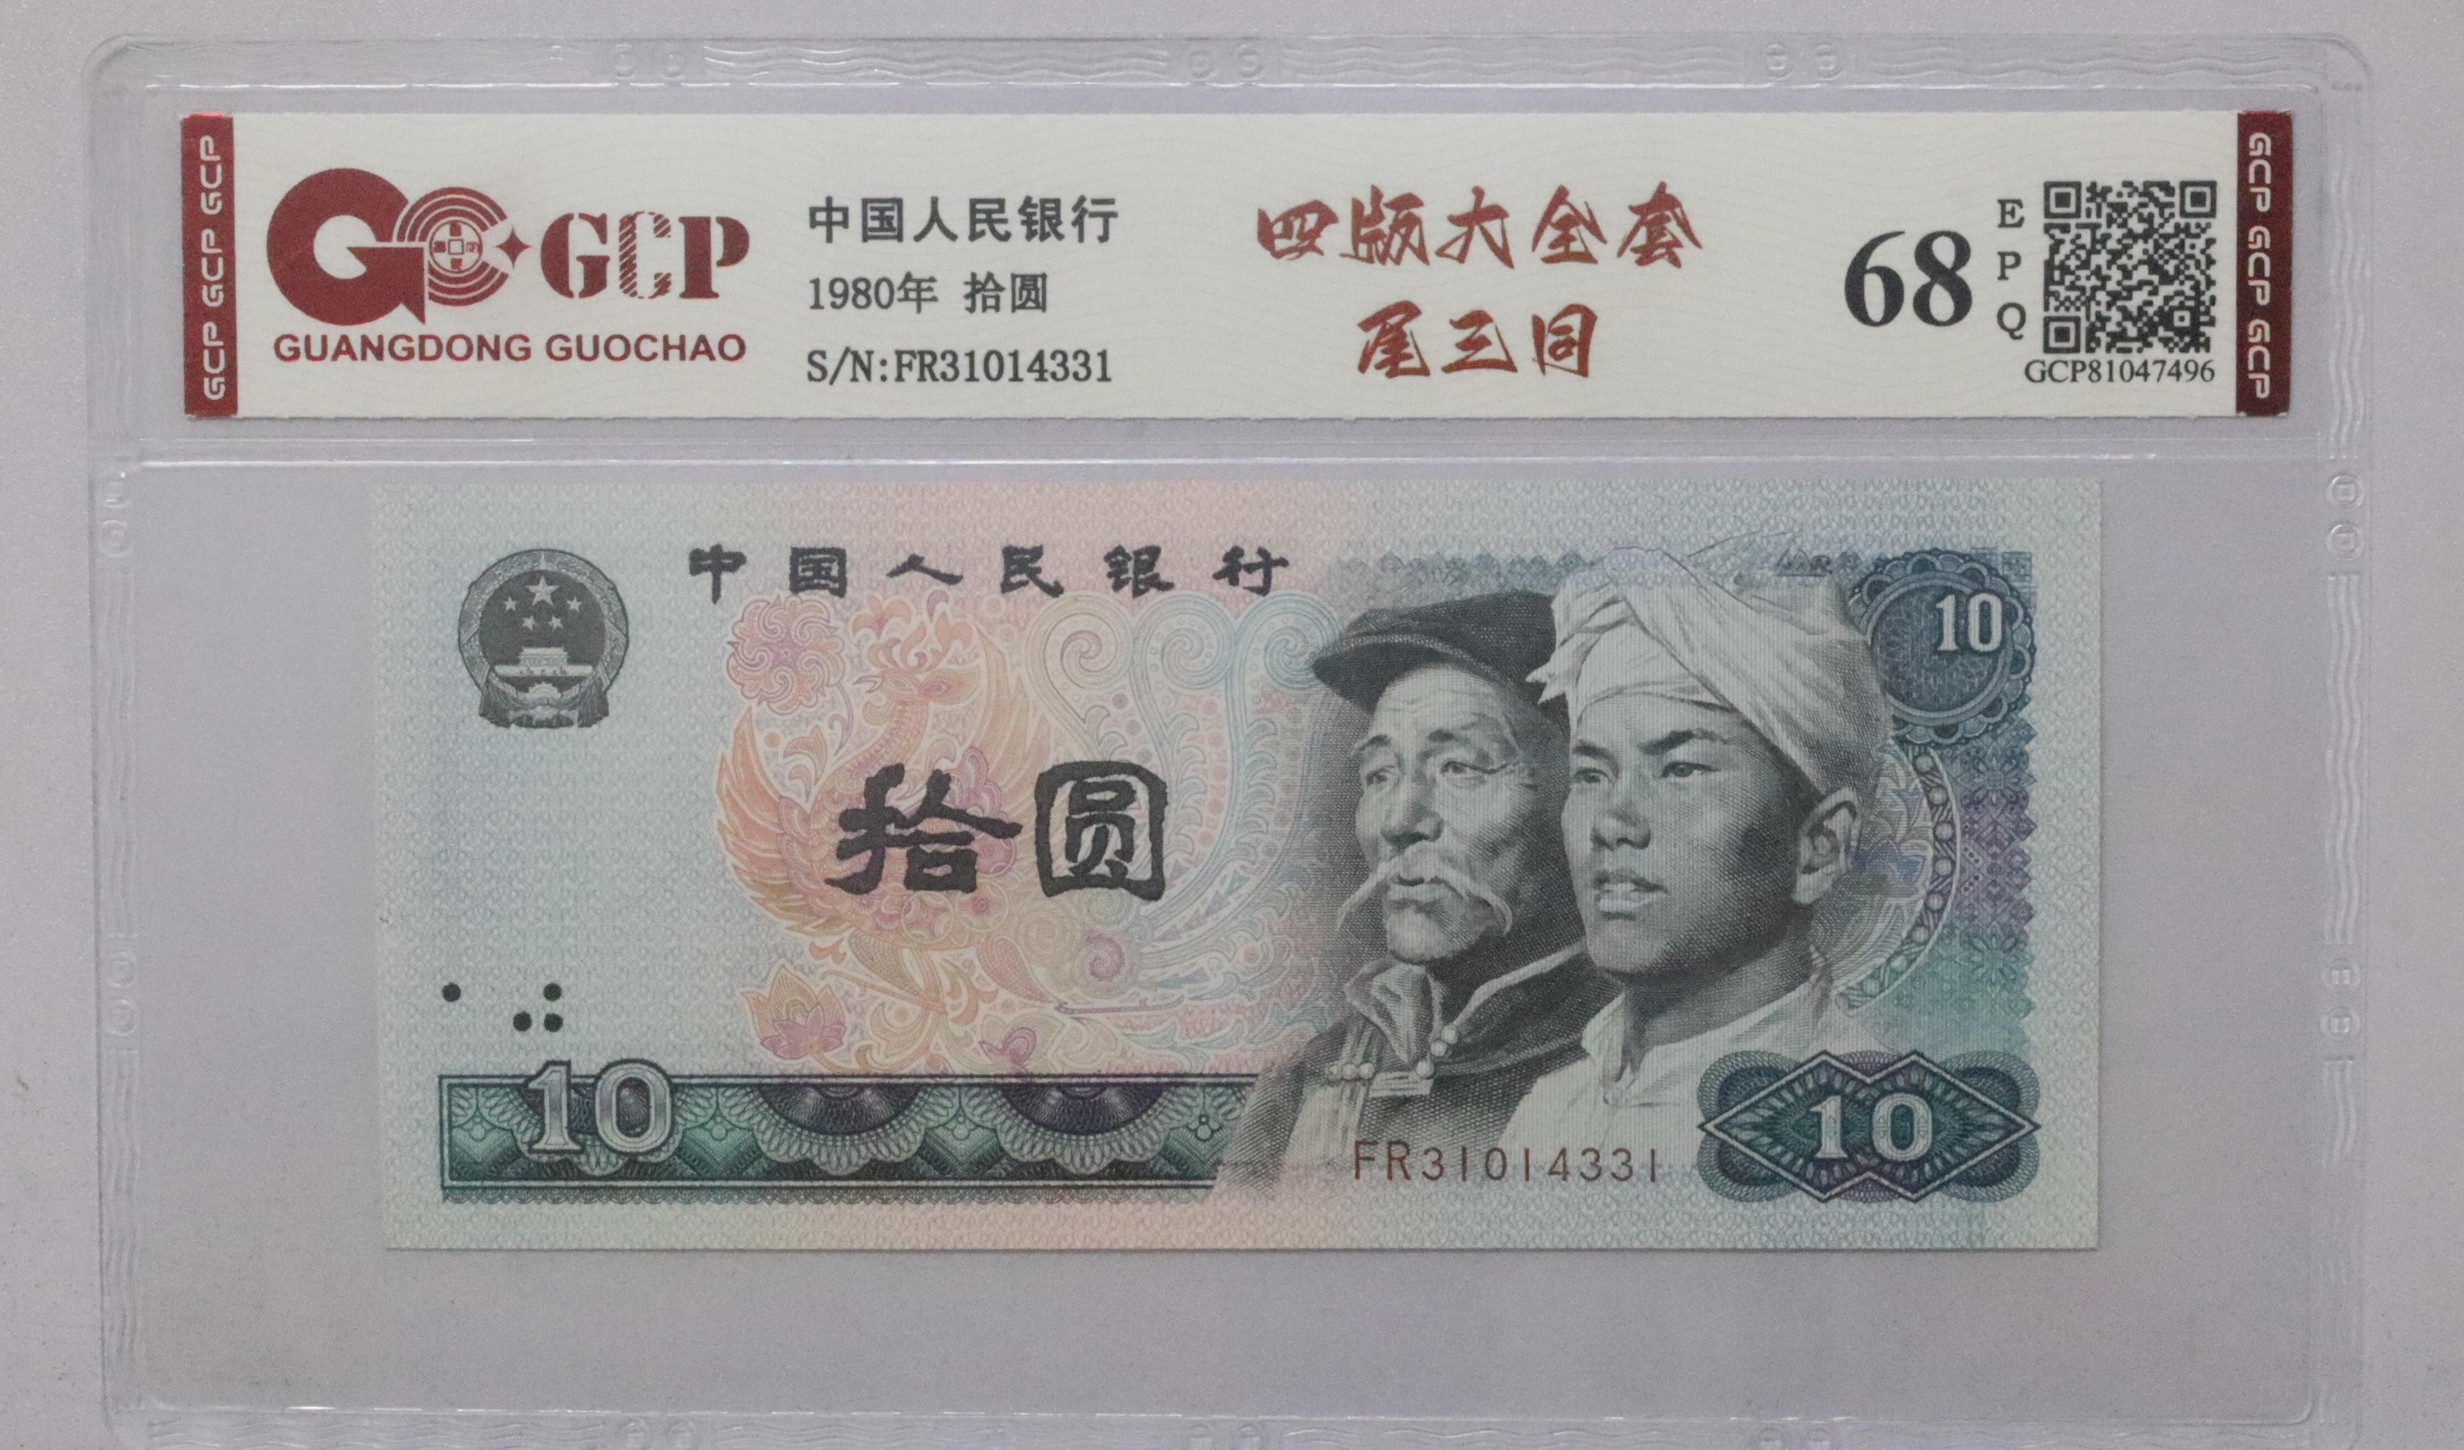 GCP GCP GCP
GCP
GUANGDONG GUOCHAO
中国人民银行
1980年 拾圆
S/N:FR31014331
四版大全套
尾三同
68
E
P
Q
GCP81047496
GCP GCP GCP
中国人民银行
10
拾圆
10
FR31014331
10